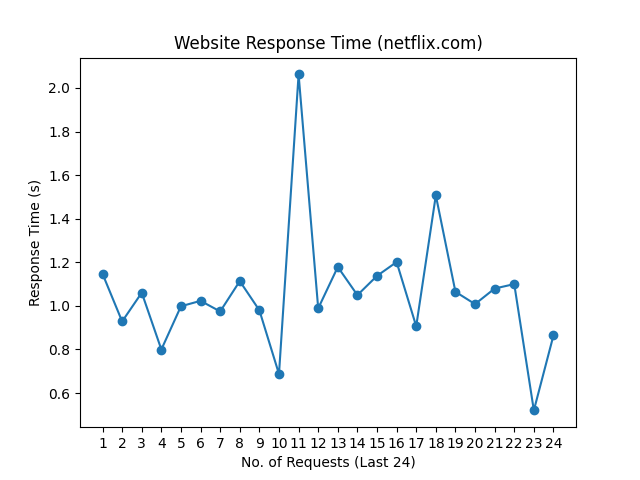 Website Response Time (netflix.com)
Response Time (s)
2.0
1.8
1.6
1.4
1.2
1.0
0.8
0.6
1 2 3 4 5 6 7 8 9 10 11 12 13 14 15 16 17 18 19 20 21 22 23 24
No. of Requests (Last 24)